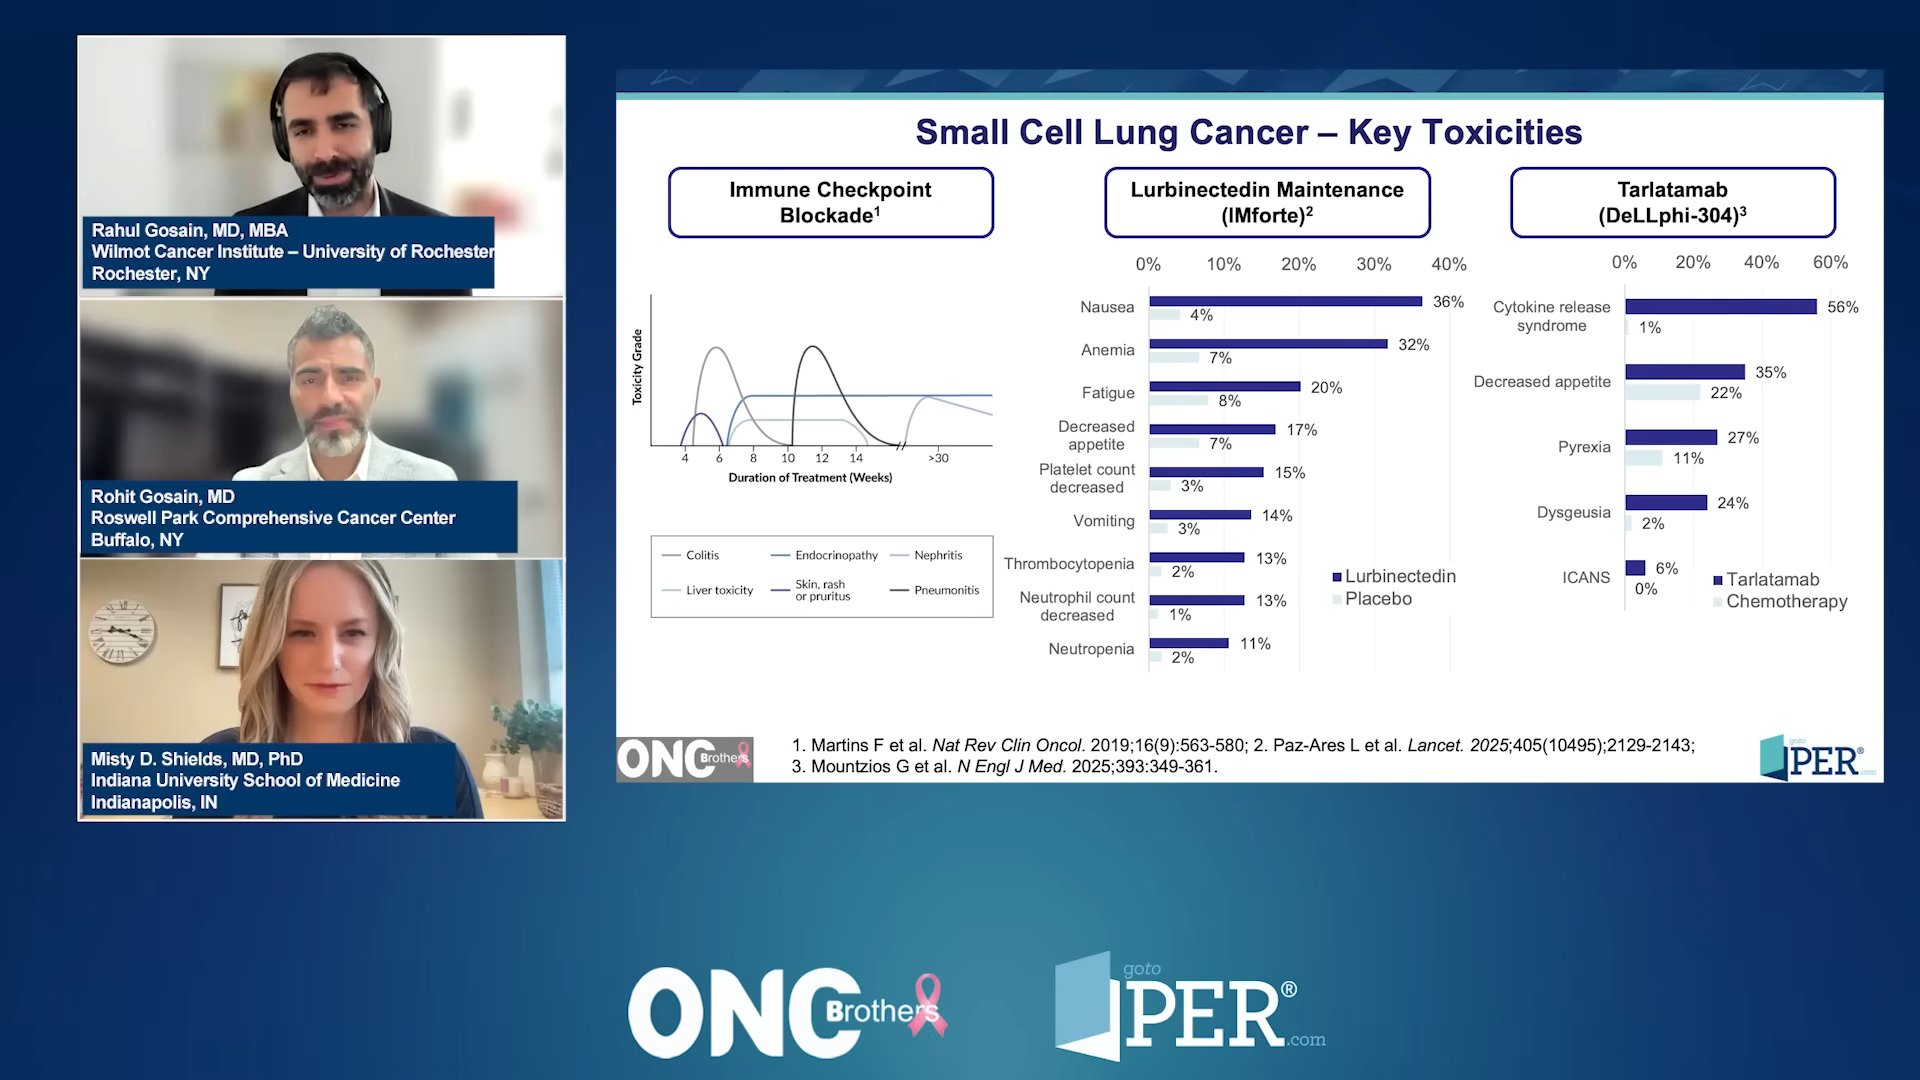 Rahul Gosain, MD, MBA
Wilmot Cancer Institute – University of Rochester
Rochester, NY
Rohit Gosain, MD
Roswell Park Comprehensive Cancer Center
Buffalo, NY
Misty D. Shields, MD, PhD
Indiana University School of Medicine
Indianapolis, IN
Small Cell Lung Cancer – Key Toxicities
Immune Checkpoint
Blockade¹
Toxicity Grade
4 6 8 10 12 14 >30
Duration of Treatment (Weeks)
Colitis Endocrinopathy Nephritis
Liver toxicity Skin, rash or pruritus Pneumonitis
Lurbinectedin Maintenance
(IMforte)²
0% 10% 20% 30% 40%
Nausea 36% 4%
Anemia 32% 7%
Fatigue 20% 8%
Decreased appetite 17% 7%
Platelet count decreased 15% 3%
Vomiting 14% 3%
Thrombocytopenia 13% 2%
Neutrophil count decreased 13% 1%
Neutropenia 11% 2%
Lurbinectedin
Placebo
Tarlatamab
(DeLLphi-304)³
0% 20% 40% 60%
Cytokine release syndrome 56% 1%
Decreased appetite 35% 22%
Pyrexia 27% 11%
Dysgeusia 24% 2%
ICANS 6% 0%
Tarlatamab
Chemotherapy
1. Martins F et al. Nat Rev Clin Oncol. 2019;16(9):563-580; 2. Paz-Ares L et al. Lancet. 2025;405(10495);2129-2143;
3. Mountzios G et al. N Engl J Med. 2025;393:349-361.
ONC Brothers
goto PER® .com
ONC Brothers
goto PER® .com